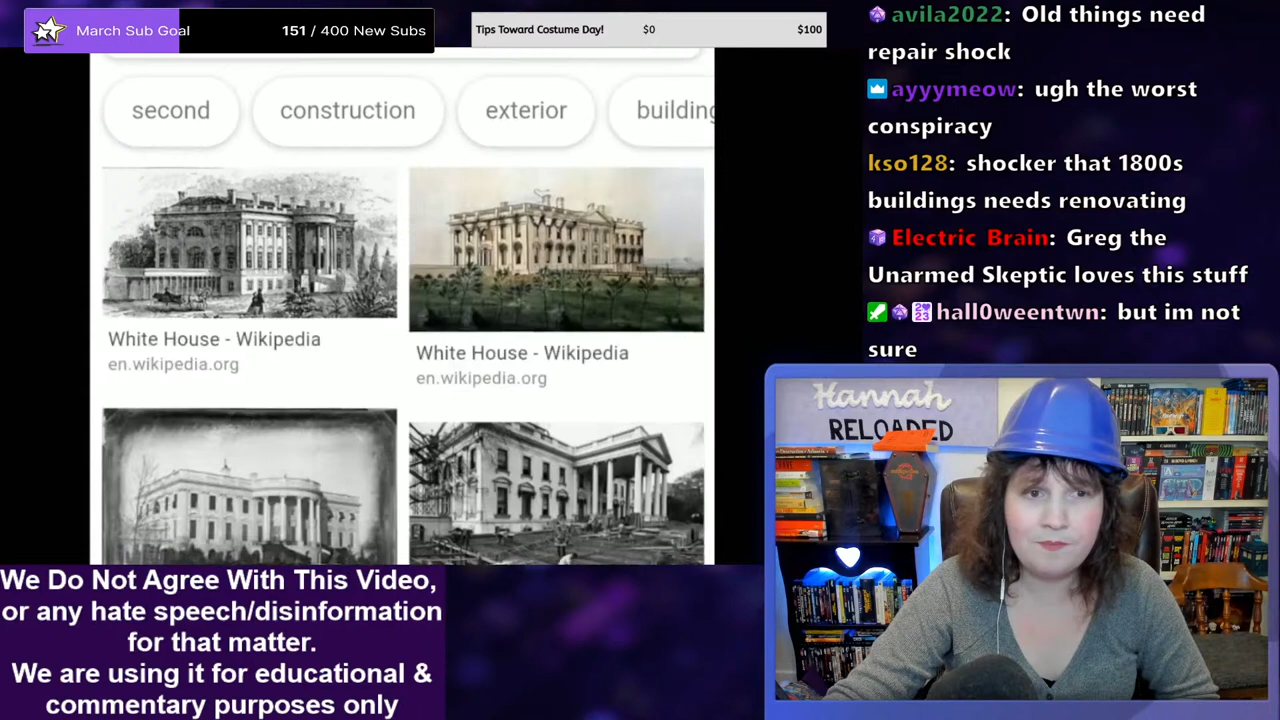 March Sub Goal
151 / 400 New Subs
Tips Toward Costume Day!
$0
$100
second
construction
exterior
building
White House - Wikipedia
en.wikipedia.org
White House - Wikipedia
en.wikipedia.org
We Do Not Agree With This Video,
or any hate speech/disinformation
for that matter.
We are using it for educational &
commentary purposes only
avila2022: Old things need
repair shock
ayyymeow: ugh the worst
conspiracy
kso128: shocker that 1800s
buildings needs renovating
Electric Brain: Greg the
Unarmed Skeptic loves this stuff
hall0weentwn: but im not
sure
Hannah
RELOADED